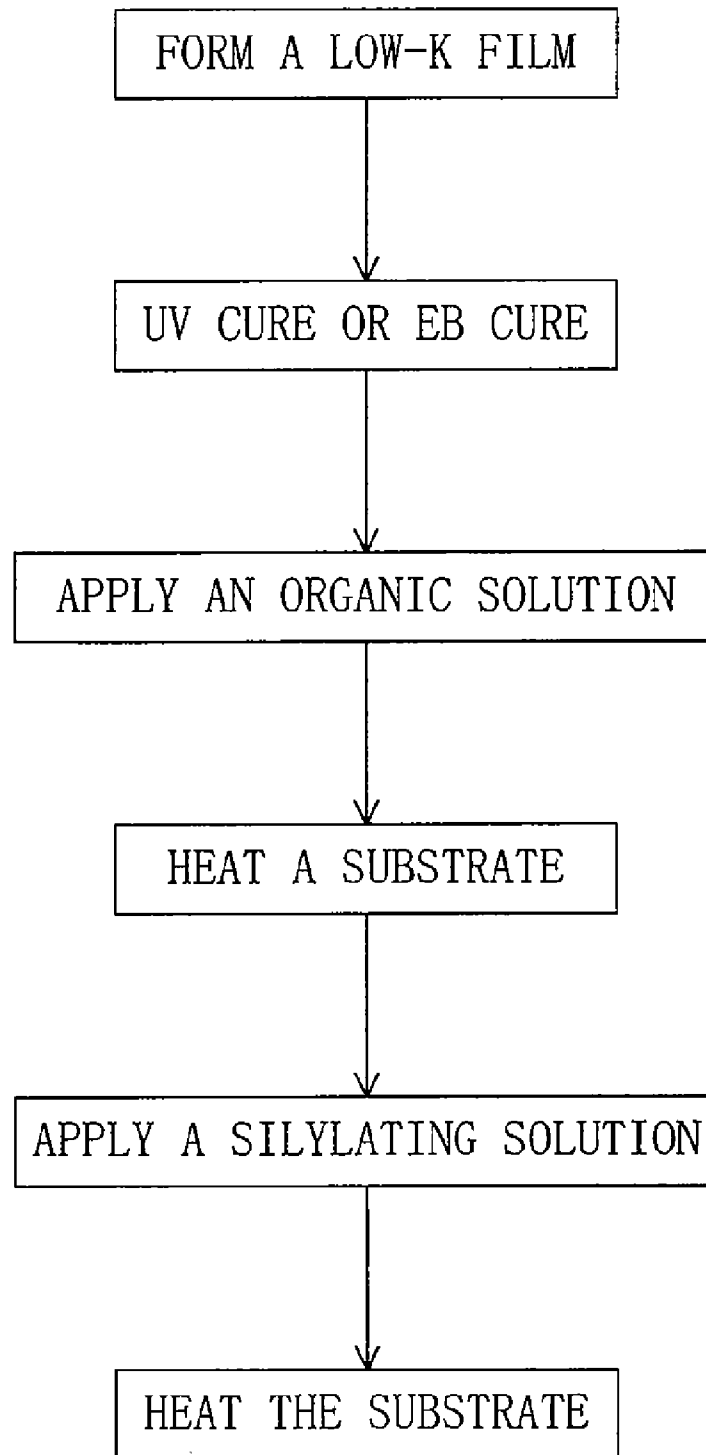 FORM A LOW-K FILM
UV CURE OR EB CURE
APPLY AN ORGANIC SOLUTION
HEAT A SUBSTRATE
APPLY A SILYLATING SOLUTION
HEAT THE SUBSTRATE